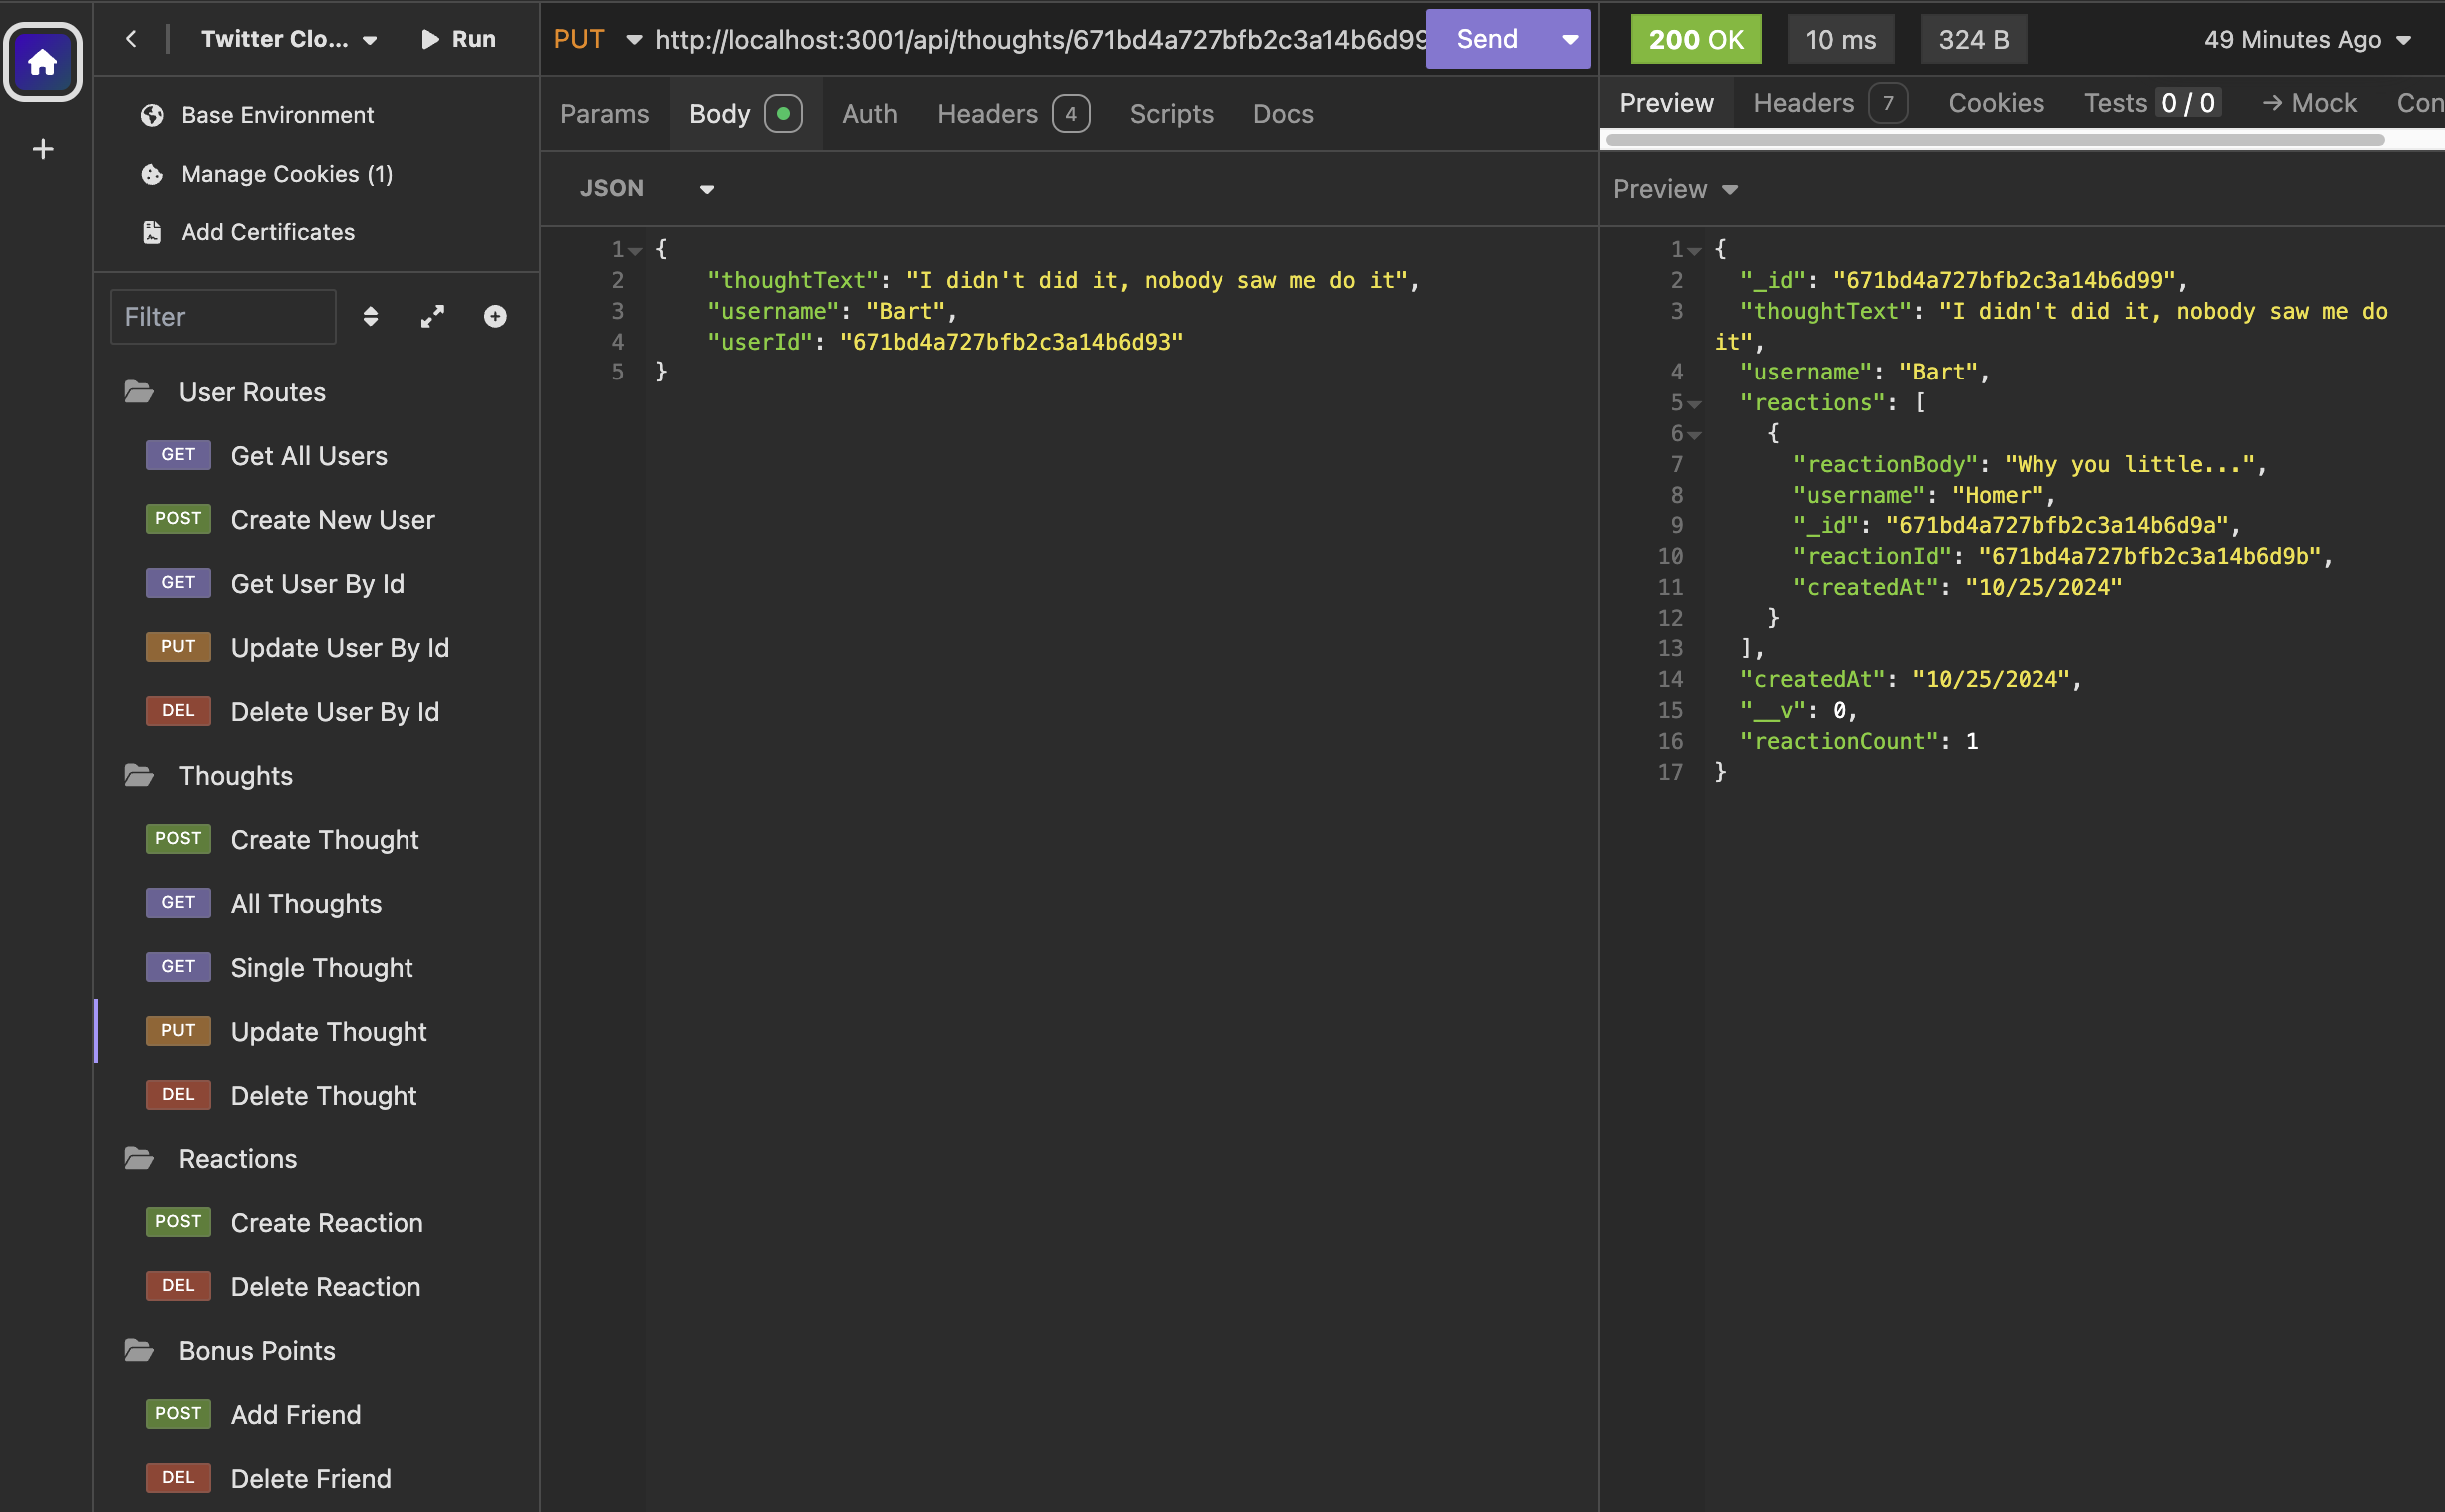 Twitter Clo...
Run
Base Environment
Manage Cookies (1)
Add Certificates
Filter
User Routes
GET Get All Users
POST Create New User
GET Get User By Id
PUT Update User By Id
DEL Delete User By Id
Thoughts
POST Create Thought
GET All Thoughts
GET Single Thought
PUT Update Thought
DEL Delete Thought
Reactions
POST Create Reaction
DEL Delete Reaction
Bonus Points
POST Add Friend
DEL Delete Friend
PUT http://localhost:3001/api/thoughts/671bd4a727bfb2c3a14b6d99 Send
Params Body Auth Headers 4 Scripts Docs
JSON
1 {
2 "thoughtText": "I didn't did it, nobody saw me do it",
3 "username": "Bart",
4 "userId": "671bd4a727bfb2c3a14b6d93"
5 }
200 OK 10 ms 324 B 49 Minutes Ago
Preview Headers 7 Cookies Tests 0 / 0 → Mock Con
Preview
1 {
2 "_id": "671bd4a727bfb2c3a14b6d99",
3 "thoughtText": "I didn't did it, nobody saw me do
it",
4 "username": "Bart",
5 "reactions": [
6 {
7 "reactionBody": "Why you little...",
8 "username": "Homer",
9 "_id": "671bd4a727bfb2c3a14b6d9a",
10 "reactionId": "671bd4a727bfb2c3a14b6d9b",
11 "createdAt": "10/25/2024"
12 }
13 ],
14 "createdAt": "10/25/2024",
15 "__v": 0,
16 "reactionCount": 1
17 }